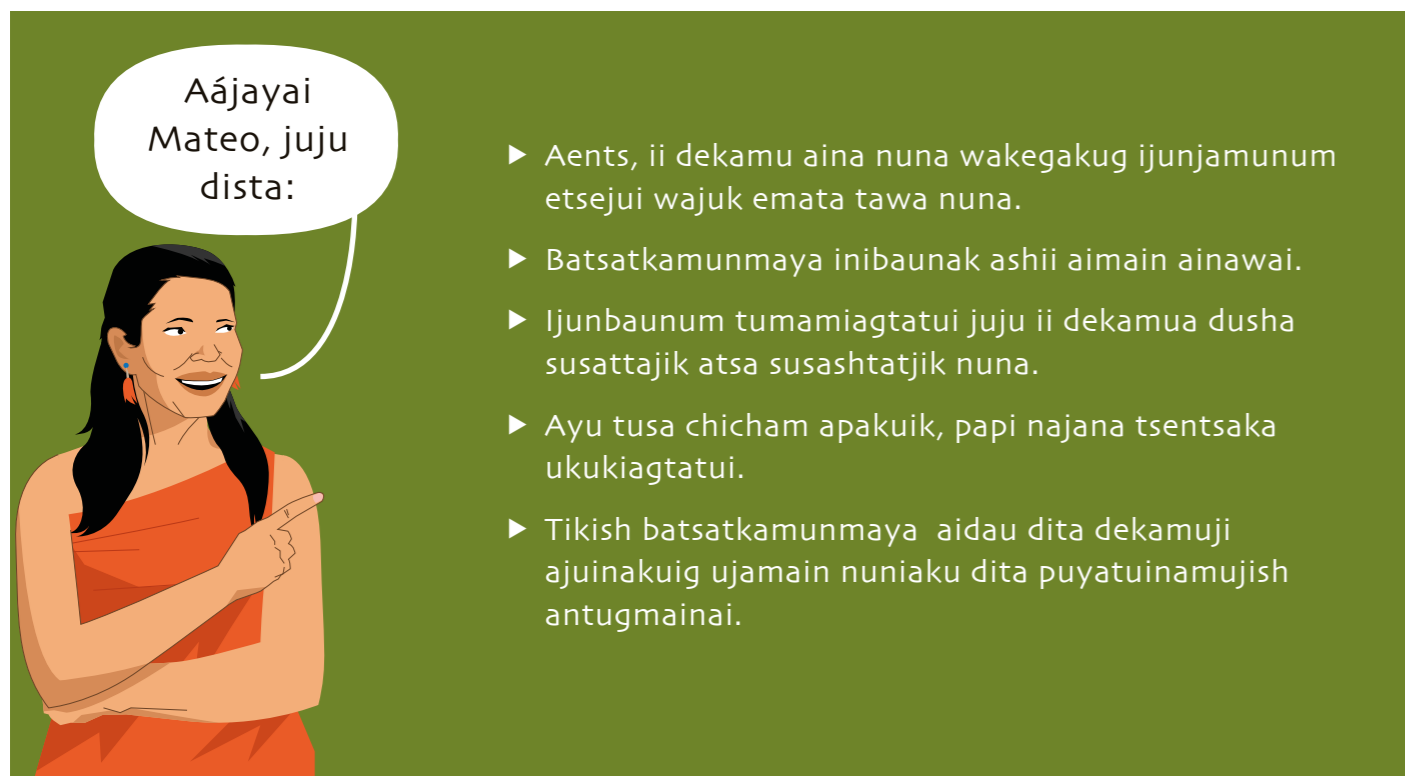 Aájayai
Mateo, juju
dista:
▶ Aents, ii dekamu aina nuna wakegakug ijunjamunum
etsejui wajuk emata tawa nuna.
▶ Batsatkamunmaya inibaunak ashii aimain ainawai.
▶ Ijunbaunum tumamiagtatui juju ii dekamua dusha
susattajik atsa susashtatjik nuna.
▶ Ayu tusa chicham apakuik, papi najana tsentsaka
ukukiagtatui.
▶ Tikish batsatkamunmaya aidau dita dekamuji
ajuinakuig ujamain nuniaku dita puyatuinamujish
antugmainai.